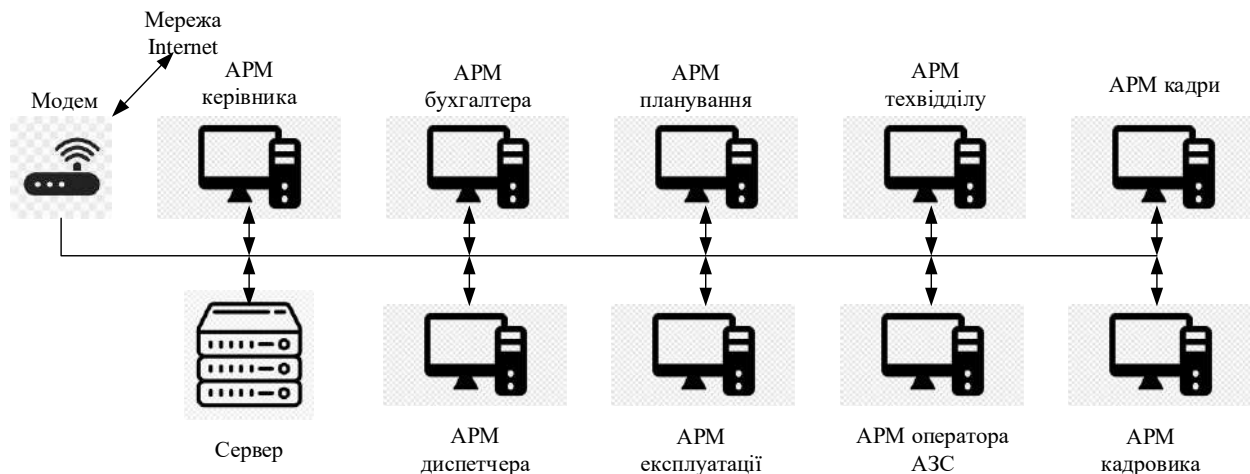 Мережа
Internet
Модем
АРМ
керівника
АРМ
бухгалтера
АРМ
планування
АРМ
техвідділу
АРМ кадри
Сервер
АРМ
диспетчера
АРМ
експлуатації
АРМ оператора
АЗС
АРМ
кадровика